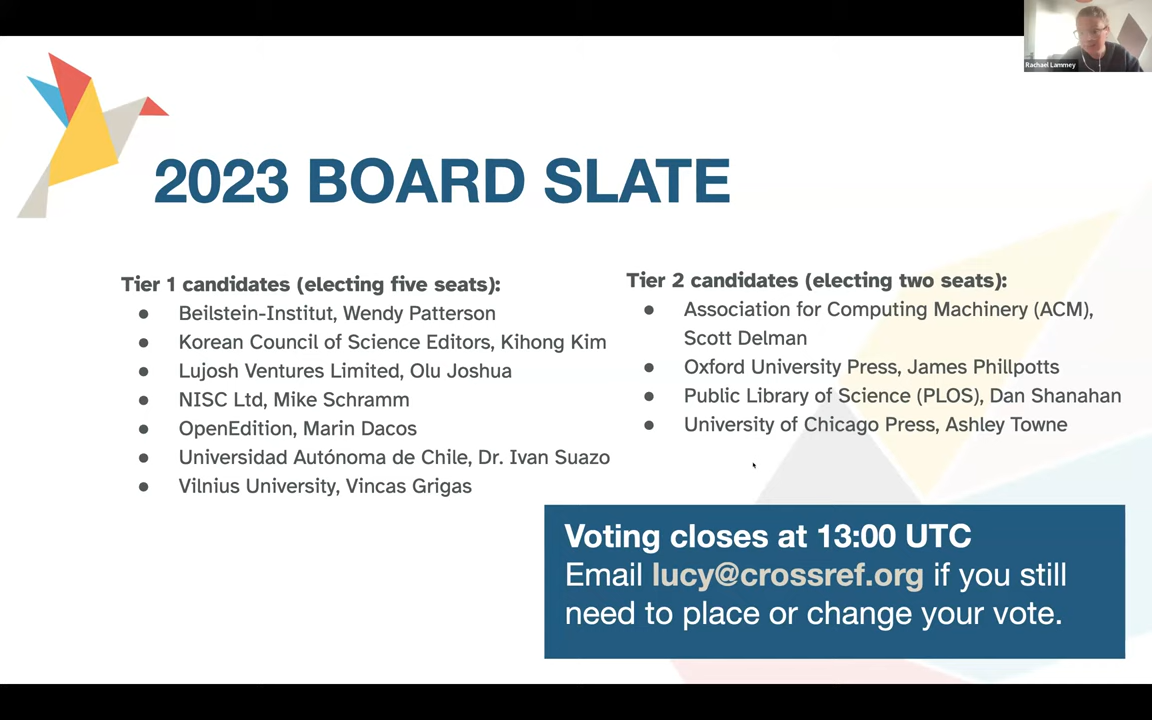 Rachael Lammey
2023 BOARD SLATE
Tier 1 candidates (electing five seats):
● Beilstein-Institut, Wendy Patterson
● Korean Council of Science Editors, Kihong Kim
● Lujosh Ventures Limited, Olu Joshua
● NISC Ltd, Mike Schramm
● OpenEdition, Marin Dacos
● Universidad Autónoma de Chile, Dr. Ivan Suazo
● Vilnius University, Vincas Grigas
Tier 2 candidates (electing two seats):
● Association for Computing Machinery (ACM),
Scott Delman
● Oxford University Press, James Phillpotts
● Public Library of Science (PLOS), Dan Shanahan
● University of Chicago Press, Ashley Towne
Voting closes at 13:00 UTC
Email lucy@crossref.org if you still
need to place or change your vote.